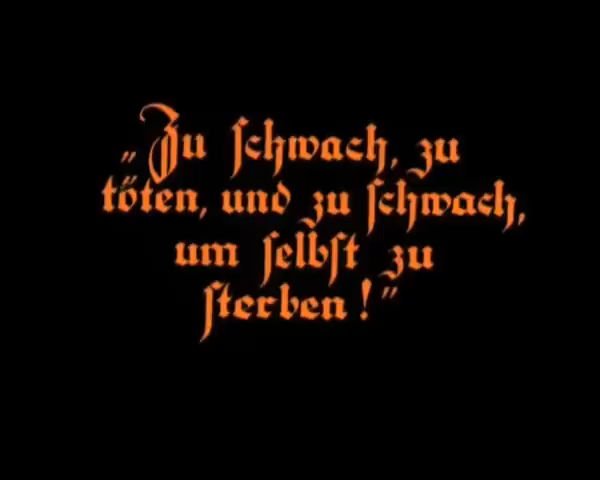 „Zu schwach, zu
töten, und zu schwach,
um selbst zu
sterben!”